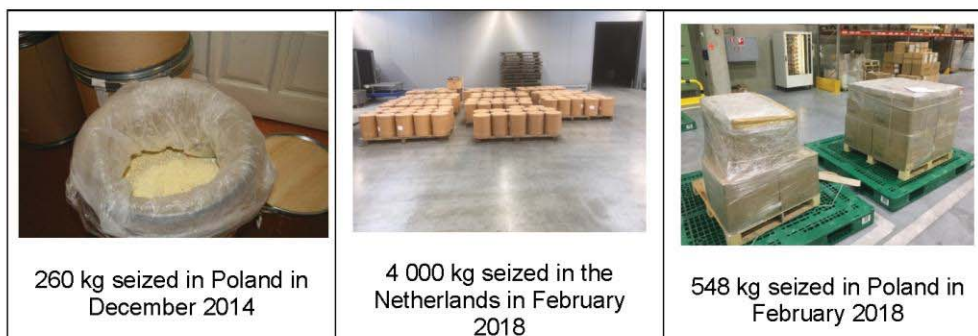 260 kg seized in Poland in
December 2014
4 000 kg seized in the
Netherlands in February
2018
548 kg seized in Poland in
February 2018